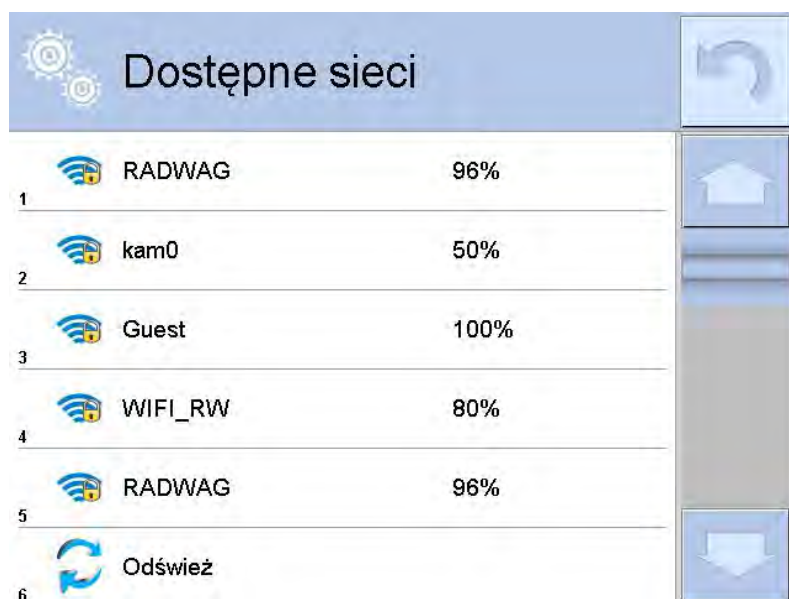 Dostępne sieci
RADWAG 96%
1
kam0 50%
2
Guest 100%
3
WIFI_RW 80%
4
RADWAG 96%
5
Odśwież
6